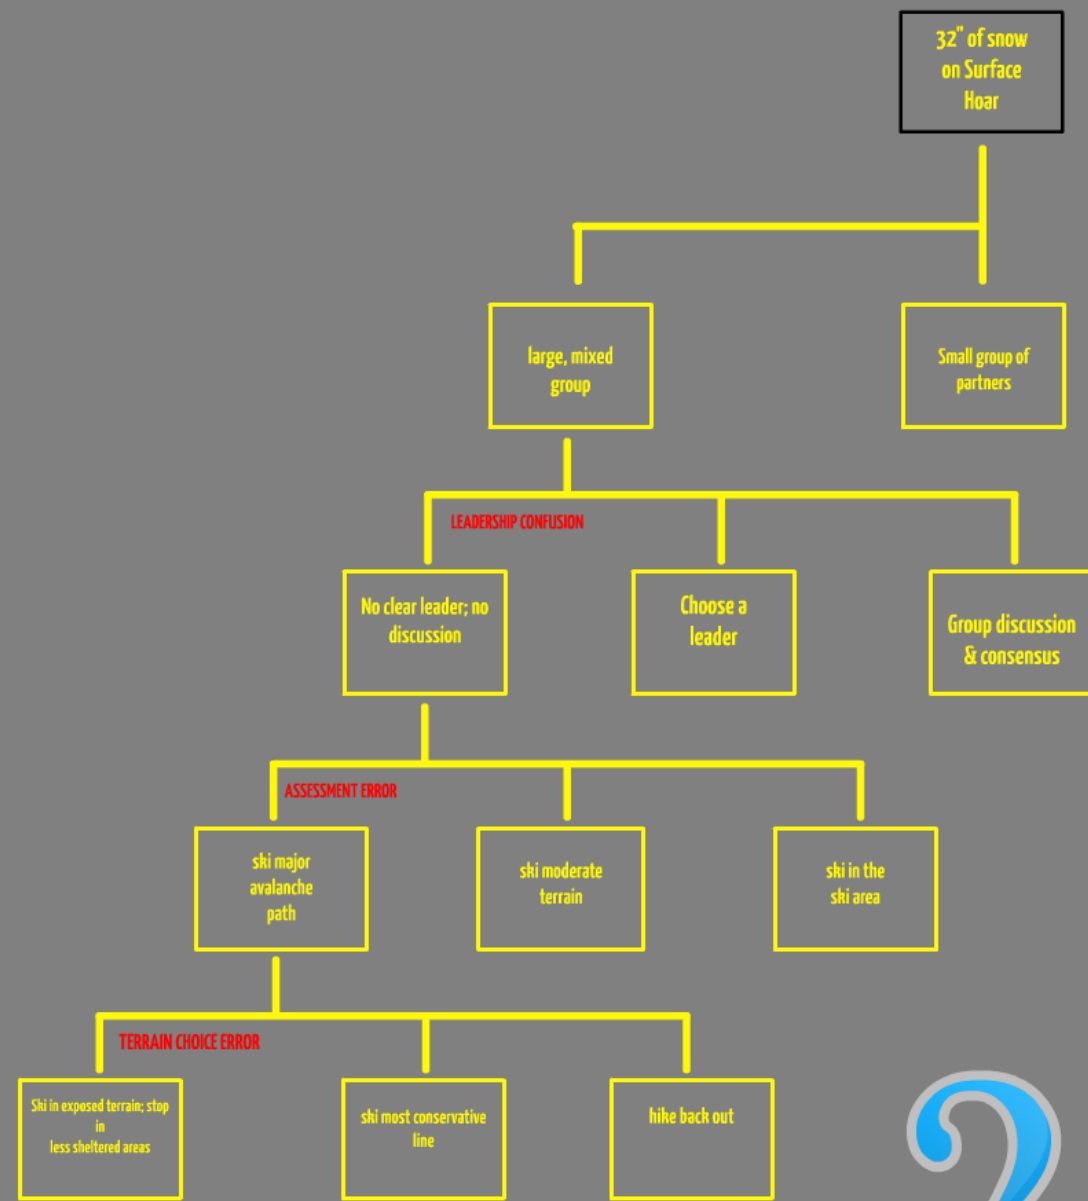 32" of snow
on Surface
Hoar
large, mixed
group
Small group of
partners
LEADERSHIP CONFUSION
No clear leader; no
discussion
Choose a
leader
Group discussion
& consensus
ASSESSMENT ERROR
ski major
avalanche
path
ski moderate
terrain
ski in the
ski area
TERRAIN CHOICE ERROR
Ski in exposed terrain; stop
in
less sheltered areas
ski most conservative
line
hike back out